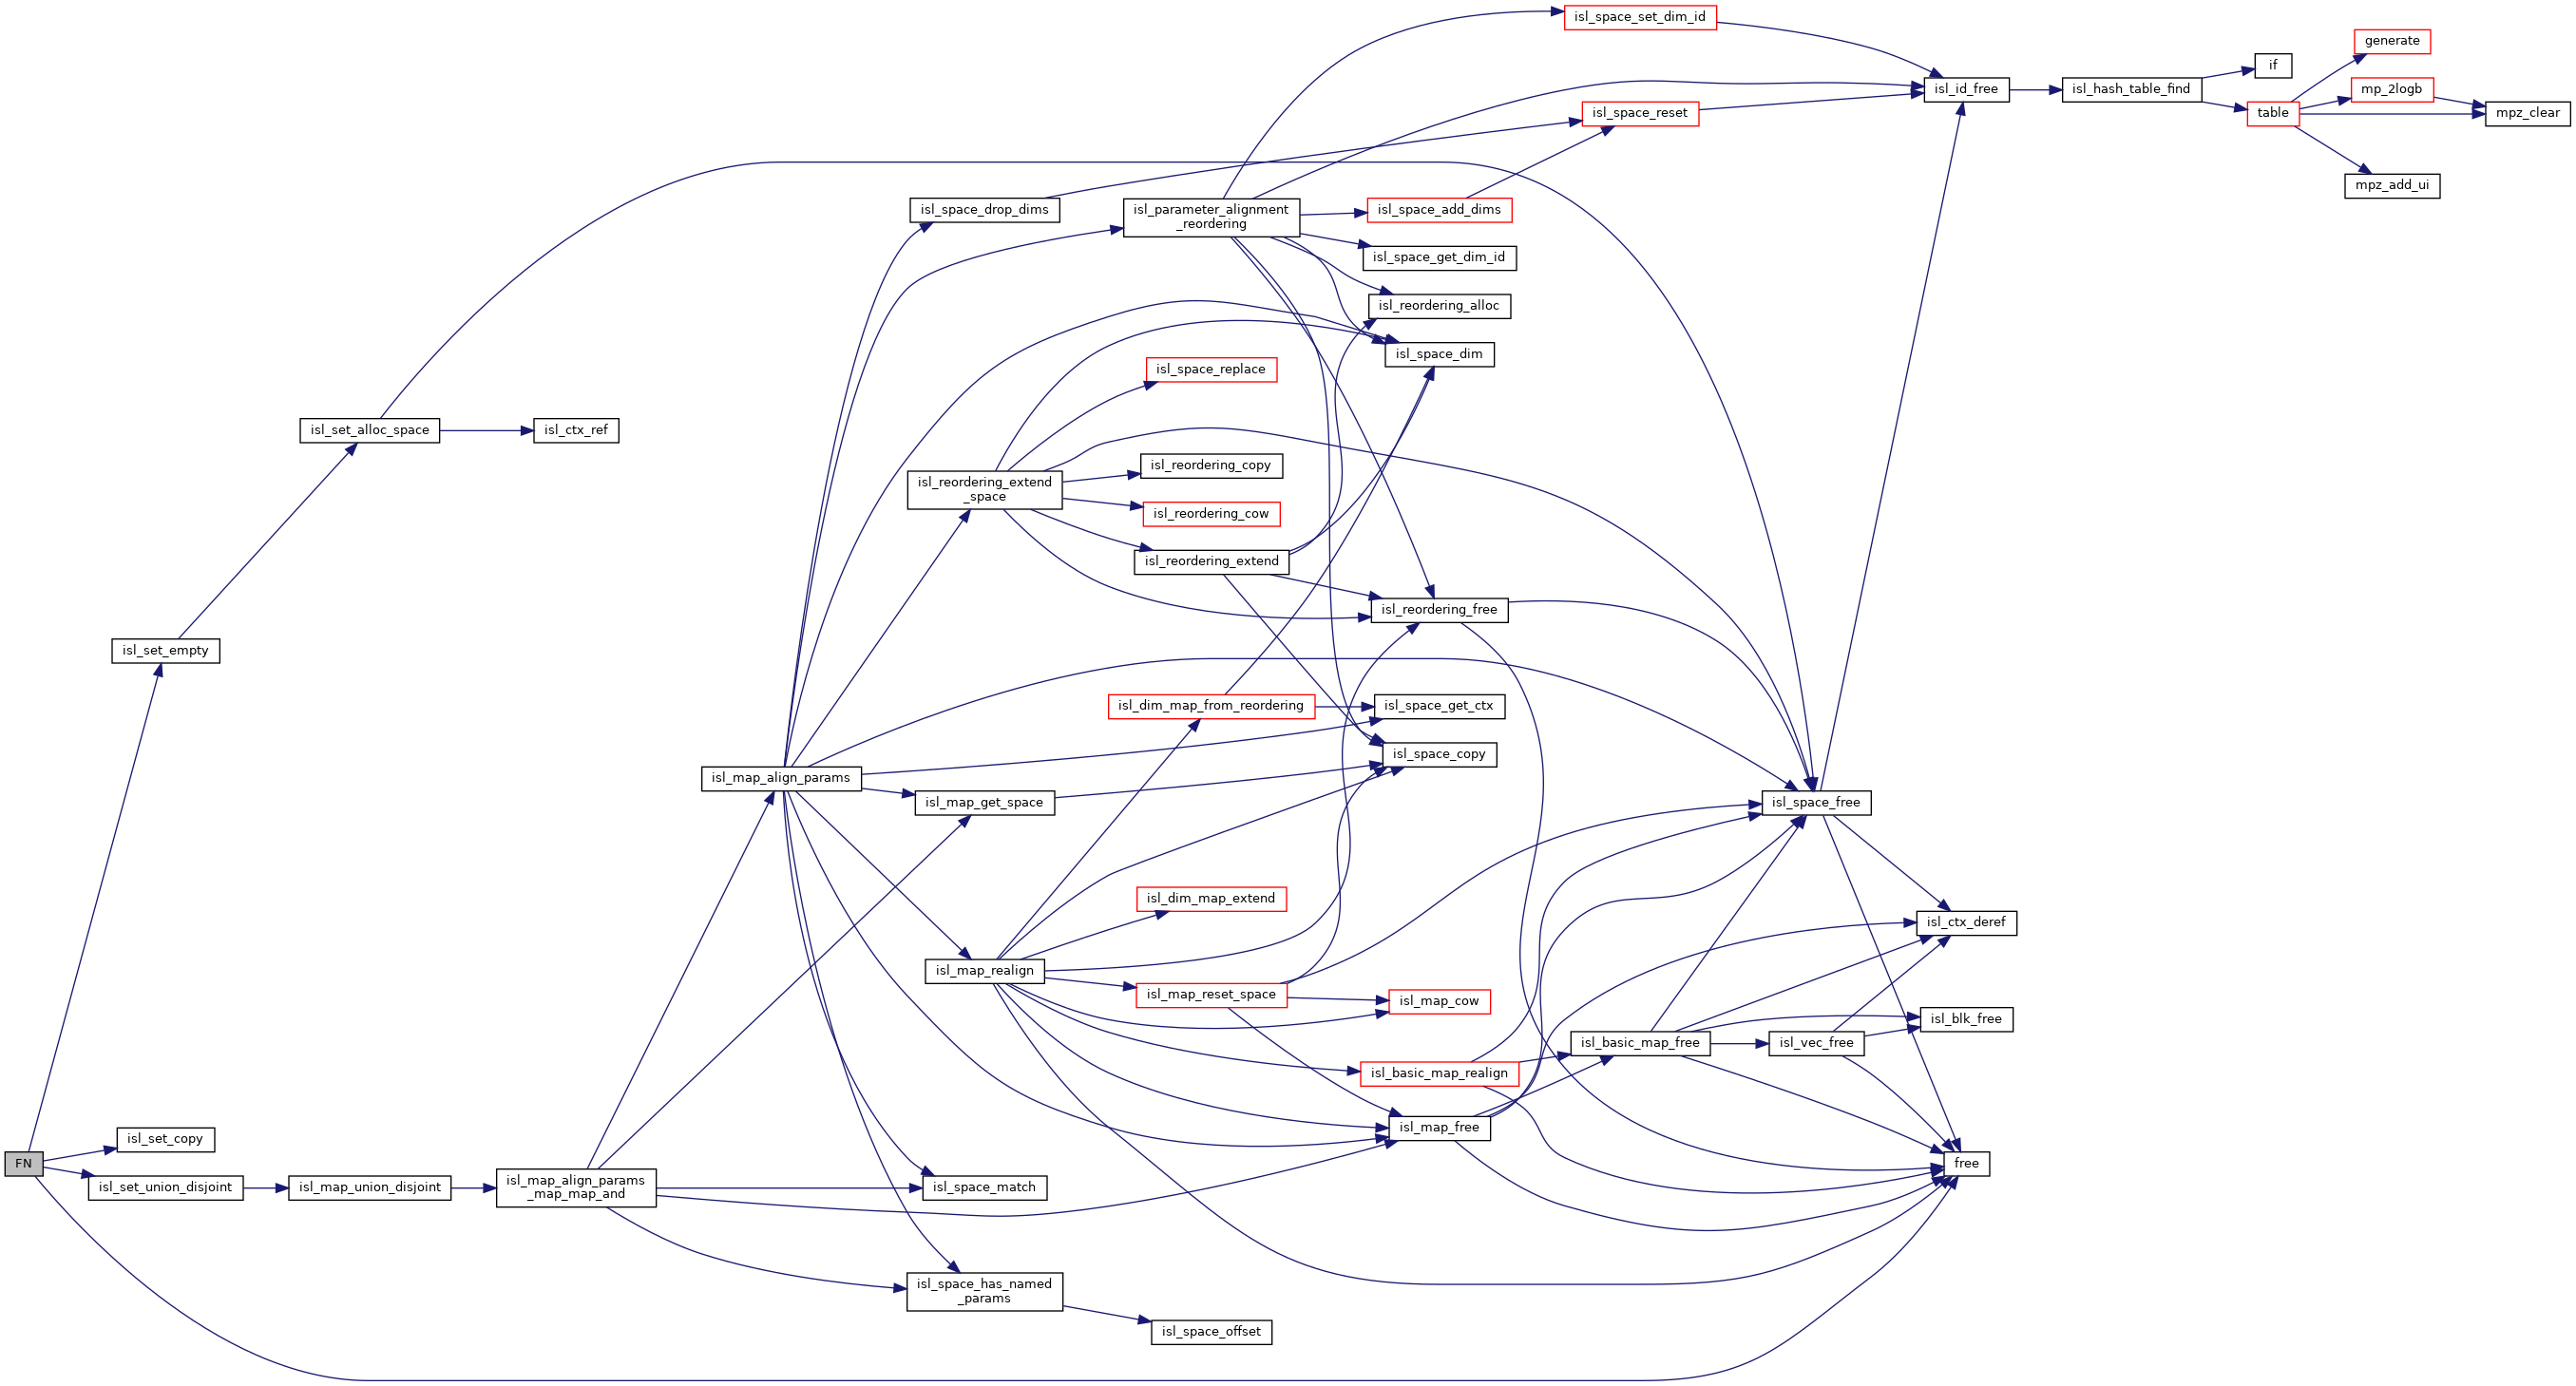 isl_space_set_dim_id
generate
if
isl_id_free
isl_hash_table_find
mp_2logb
isl_space_reset
table
mpz_clear
mpz_add_ui
isl_space_drop_dims
isl_parameter_alignment
_reordering
isl_space_add_dims
isl_space_get_dim_id
isl_reordering_alloc
isl_space_dim
isl_space_replace
isl_set_alloc_space
isl_ctx_ref
isl_reordering_extend
_space
isl_reordering_copy
isl_reordering_cow
isl_reordering_extend
isl_reordering_free
isl_set_empty
isl_dim_map_from_reordering
isl_space_get_ctx
isl_space_copy
isl_map_align_params
isl_map_get_space
isl_space_free
isl_dim_map_extend
isl_ctx_deref
isl_map_realign
isl_map_reset_space
isl_map_cow
isl_blk_free
isl_basic_map_free
isl_vec_free
isl_basic_map_realign
isl_map_free
isl_set_copy
FN
free
isl_set_union_disjoint
isl_map_union_disjoint
isl_map_align_params
_map_map_and
isl_space_match
isl_space_has_named
_params
isl_space_offset